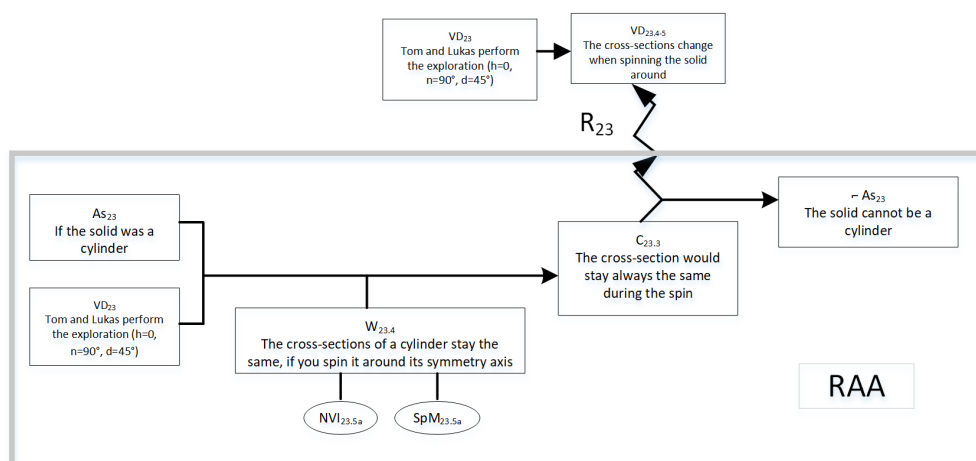 VD23
Tom and Lukas perform
the exploration (h=0,
n=90°, d=45°)
VD23.4-5
The cross-sections change
when spinning the solid
around
R23
As23
If the solid was a
cylinder
VD23
Tom and Lukas perform
the exploration (h=0,
n=90°, d=45°)
W23.4
The cross-sections of a cylinder stay the
same, if you spin it around its symmetry axis
NVI23.5a
SpM23.5a
C23.3
The cross-section would
stay always the same
during the spin
⌐ As23
The solid cannot be a
cylinder
RAA